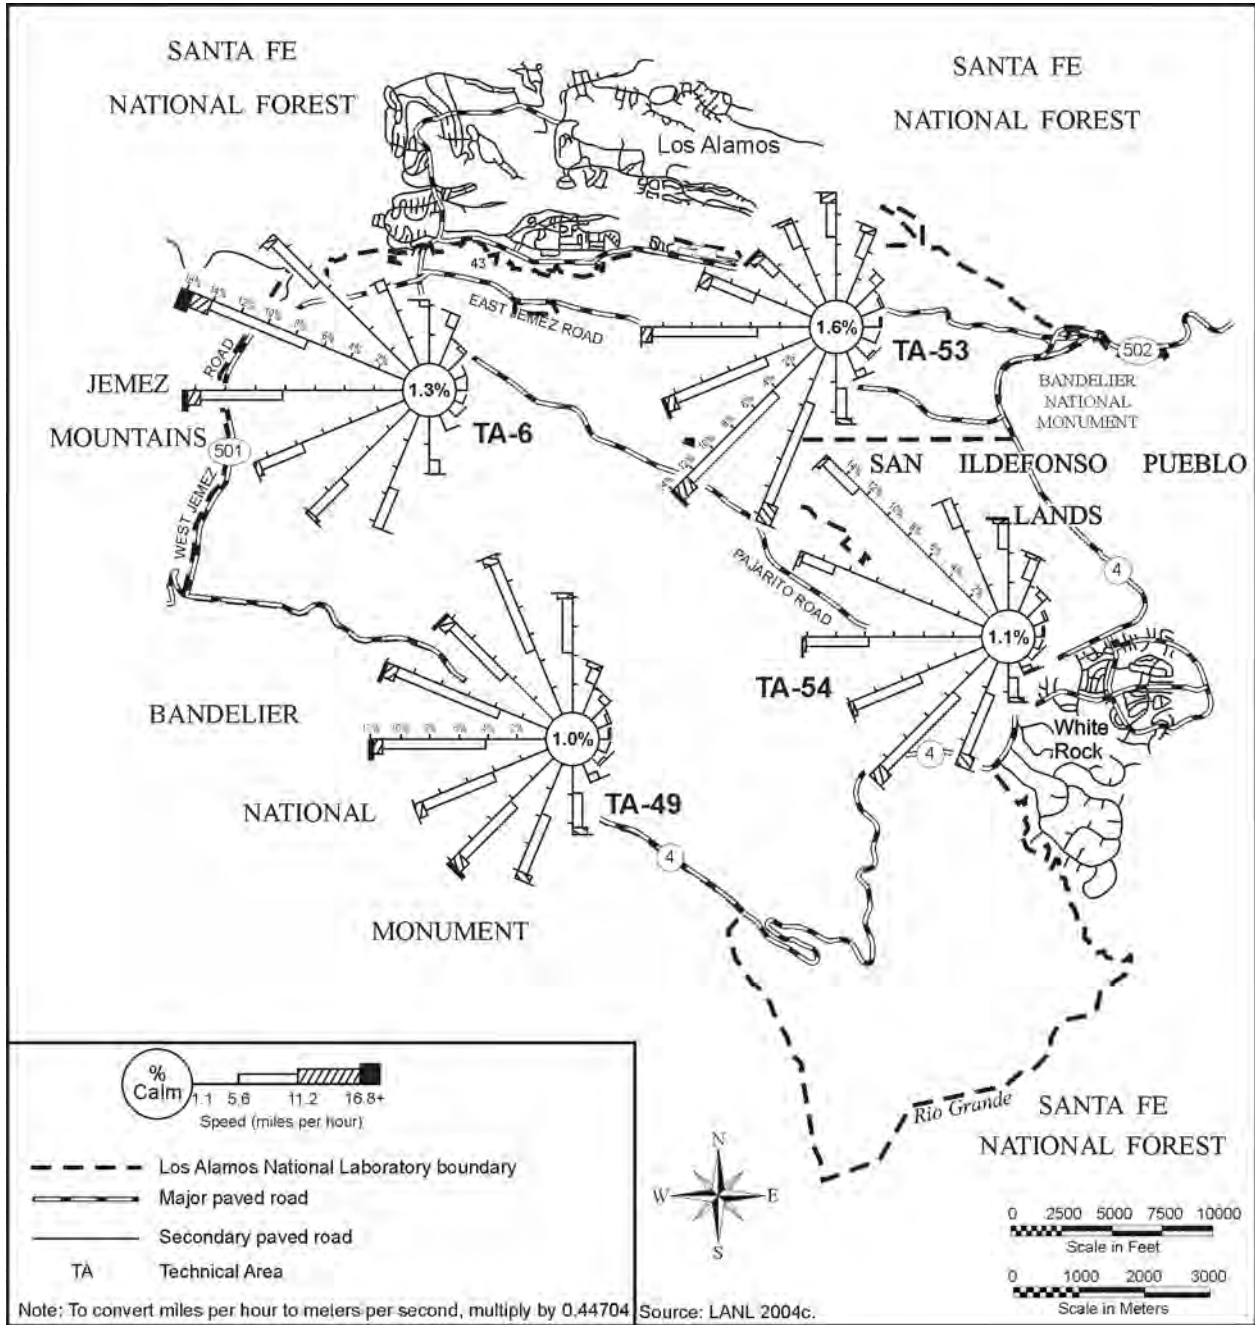 SANTA FE
NATIONAL FOREST
SANTA FE
NATIONAL FOREST
Los Alamos
43
EAST JEMEZ ROAD
1.6%
TA-53
502
BANDELIER
NATIONAL
MONUMENT
ROAD
JEMEZ
MOUNTAINS
1.3%
TA-6
501
WEST JEMEZ
SAN ILDEFONSO PUEBLO
LANDS
4
PAJARITO ROAD
1.1%
TA-54
White
Rock
4
BANDELIER
NATIONAL
MONUMENT
12% 10% 8% 6% 4% 2%
1.0%
TA-49
4
Rio Grande
SANTA FE
NATIONAL FOREST
N
W E
S
%
Calm
1.1 5.6 11.2 16.8+
Speed (miles per hour)
Los Alamos National Laboratory boundary
Major paved road
Secondary paved road
TA Technical Area
0 2500 5000 7500 10000
Scale in Feet
0 1000 2000 3000
Scale in Meters
Note: To convert miles per hour to meters per second, multiply by 0.44704
Source: LANL 2004c.